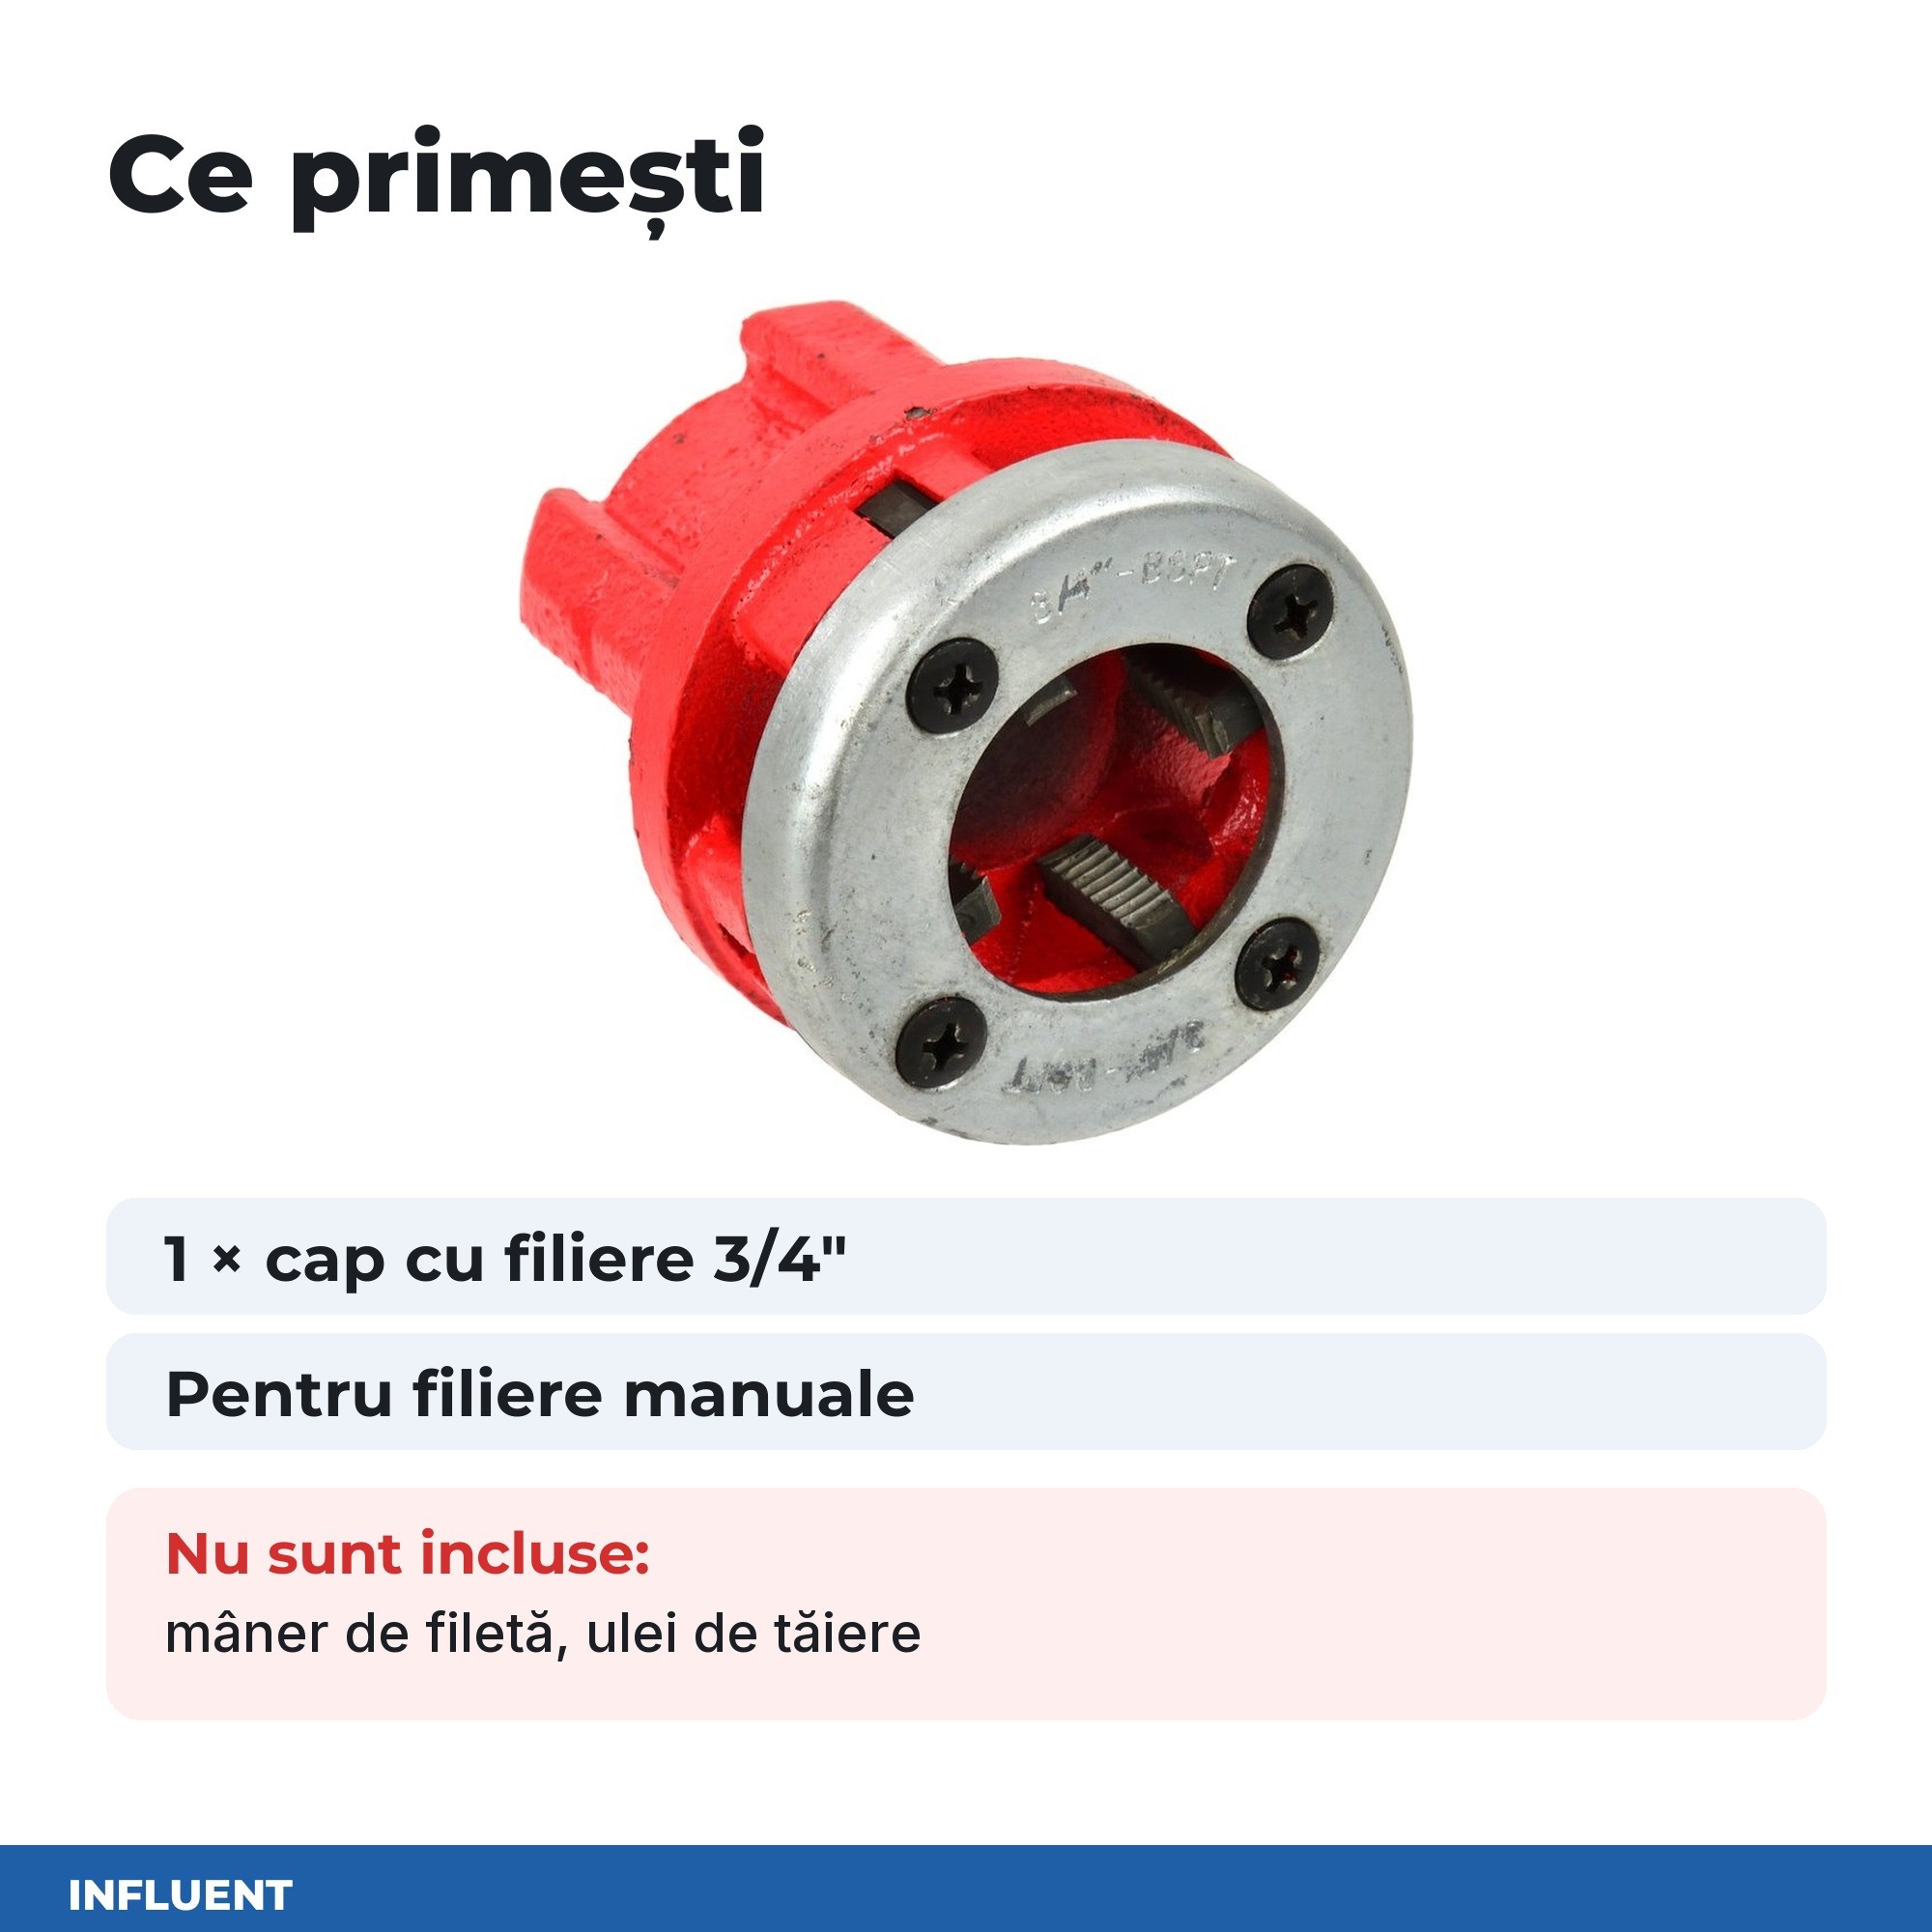 Ce primești
3/4"-BSPT
1 × cap cu filiere 3/4"
Pentru filiere manuale
Nu sunt incluse:
mâner de filetă, ulei de tăiere
INFLUENT